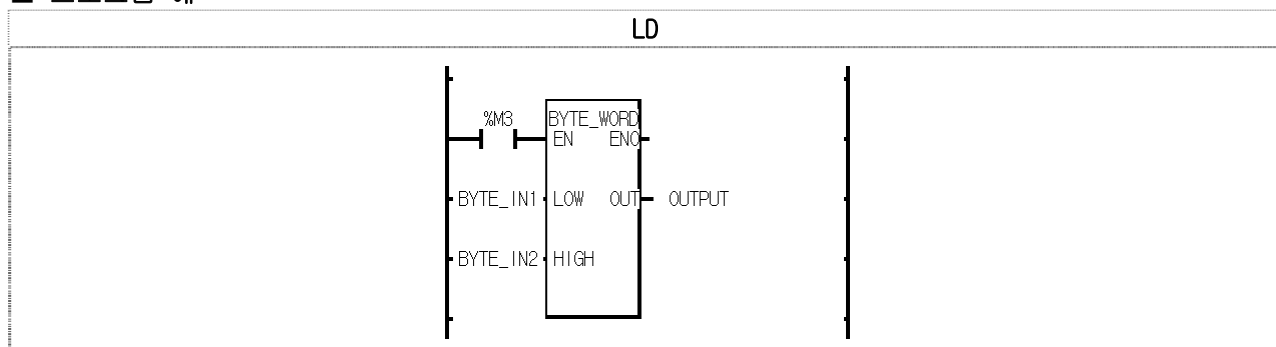 LD
%M3
BYTE_WORD
EN ENO
BYTE_IN1 LOW OUT OUTPUT
BYTE_IN2 HIGH